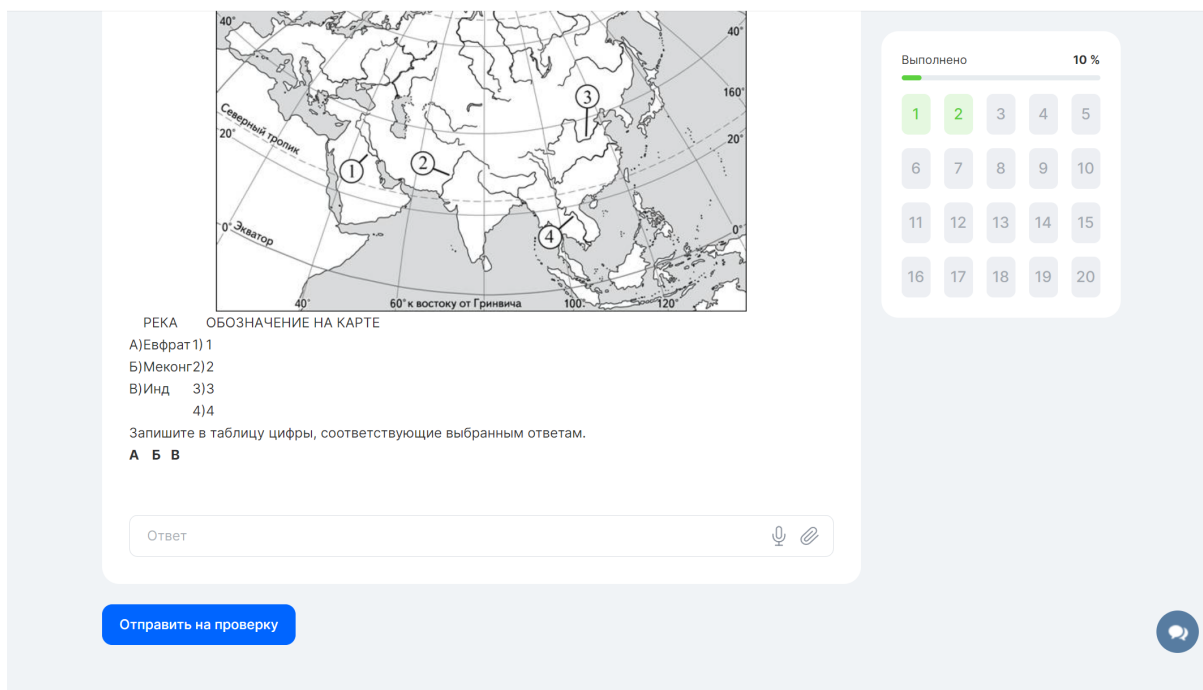 40°
40°
160°
Северный тропик
20°
20°
1
2
3
4
0° Экватор
0°
40°
60° к востоку от Гринвича
100°
120°
РЕКА ОБОЗНАЧЕНИЕ НА КАРТЕ
А)Евфрат 1) 1
Б)Меконг 2)2
В)Инд 3)3
4)4
Запишите в таблицу цифры, соответствующие выбранным ответам.
А Б В
Ответ
Отправить на проверку
Выполнено 10 %
1 2 3 4 5
6 7 8 9 10
11 12 13 14 15
16 17 18 19 20